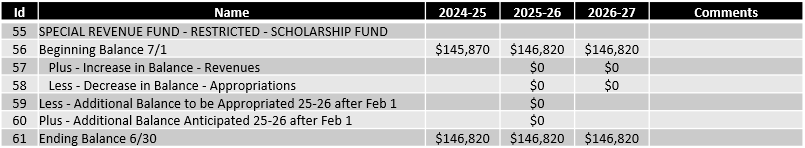 Id Name 2024-25 2025-26 2026-27 Comments
55 SPECIAL REVENUE FUND - RESTRICTED - SCHOLARSHIP FUND
56 Beginning Balance 7/1 $145,870 $146,820 $146,820
57 Plus - Increase in Balance - Revenues $0 $0
58 Less - Decrease in Balance - Appropriations $0 $0
59 Less - Additional Balance to be Appropriated 25-26 after Feb 1 $0
60 Plus - Additional Balance Anticipated 25-26 after Feb 1 $0
61 Ending Balance 6/30 $146,820 $146,820 $146,820